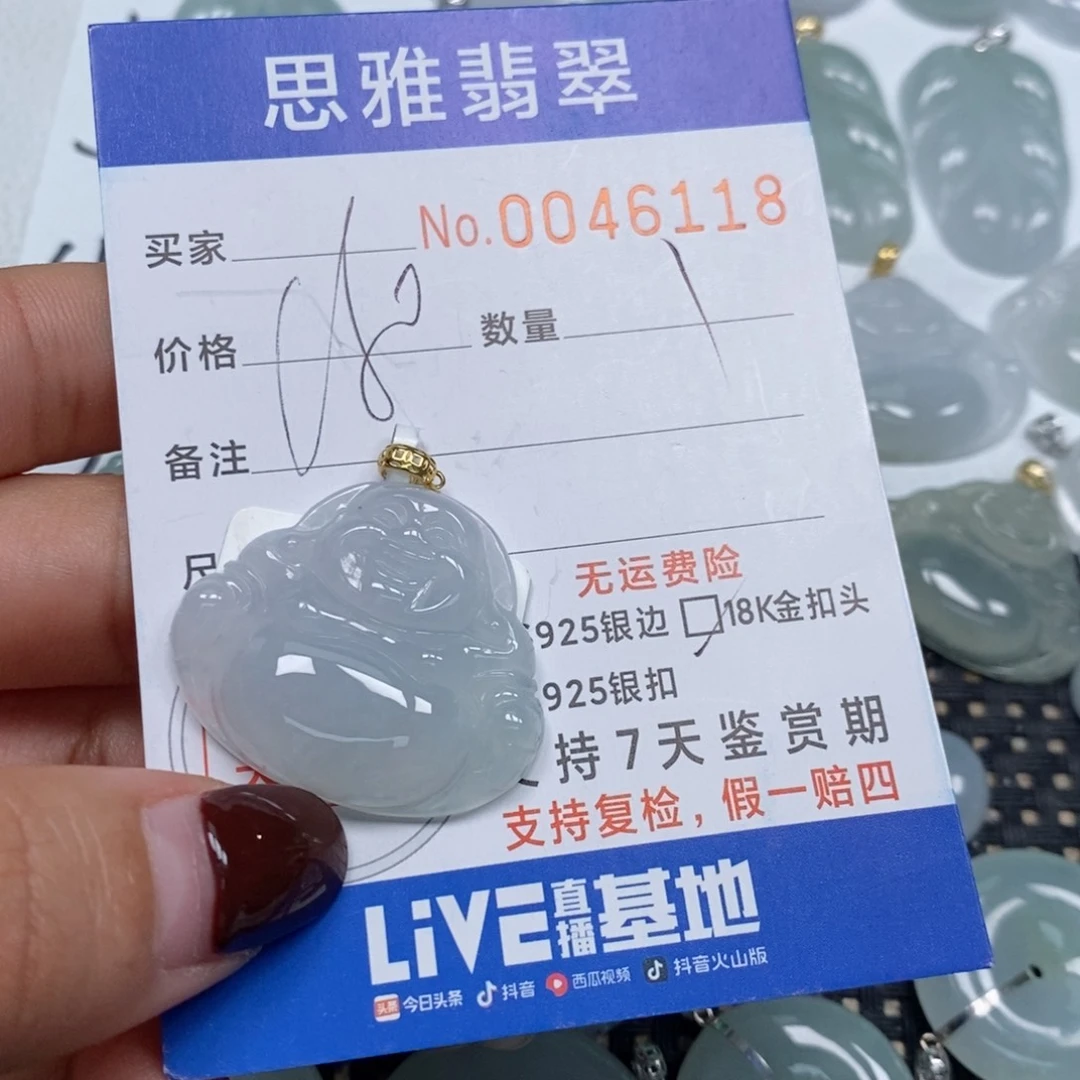 思雅翡翠
买家 No.0046118
价格 数量
备注
尺
无运费险
925银边 18K金扣头
925银扣
持7天鉴赏期
支持复检，假一赔四
LiVE直播基地
头条 今日头条 抖音 西瓜视频 抖音火山版